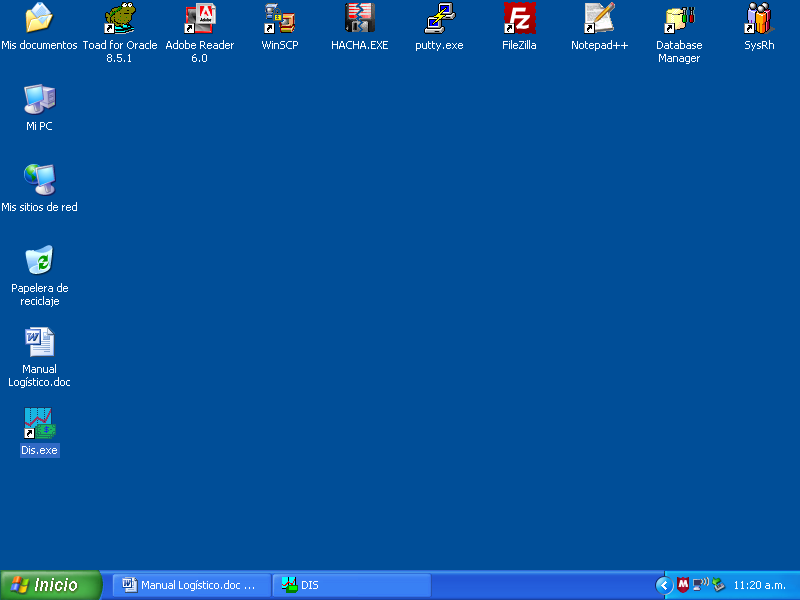 Mis documentos
Toad for Oracle
8.5.1
Adobe Reader
6.0
WinSCP
HACHA.EXE
putty.exe
FileZilla
Notepad++
Database
Manager
SysRh
Mi PC
Mis sitios de red
Papelera de
reciclaje
Manual
Logístico.doc
Dis.exe
Inicio
Manual Logístico.doc ...
DIS
11:20 a.m.